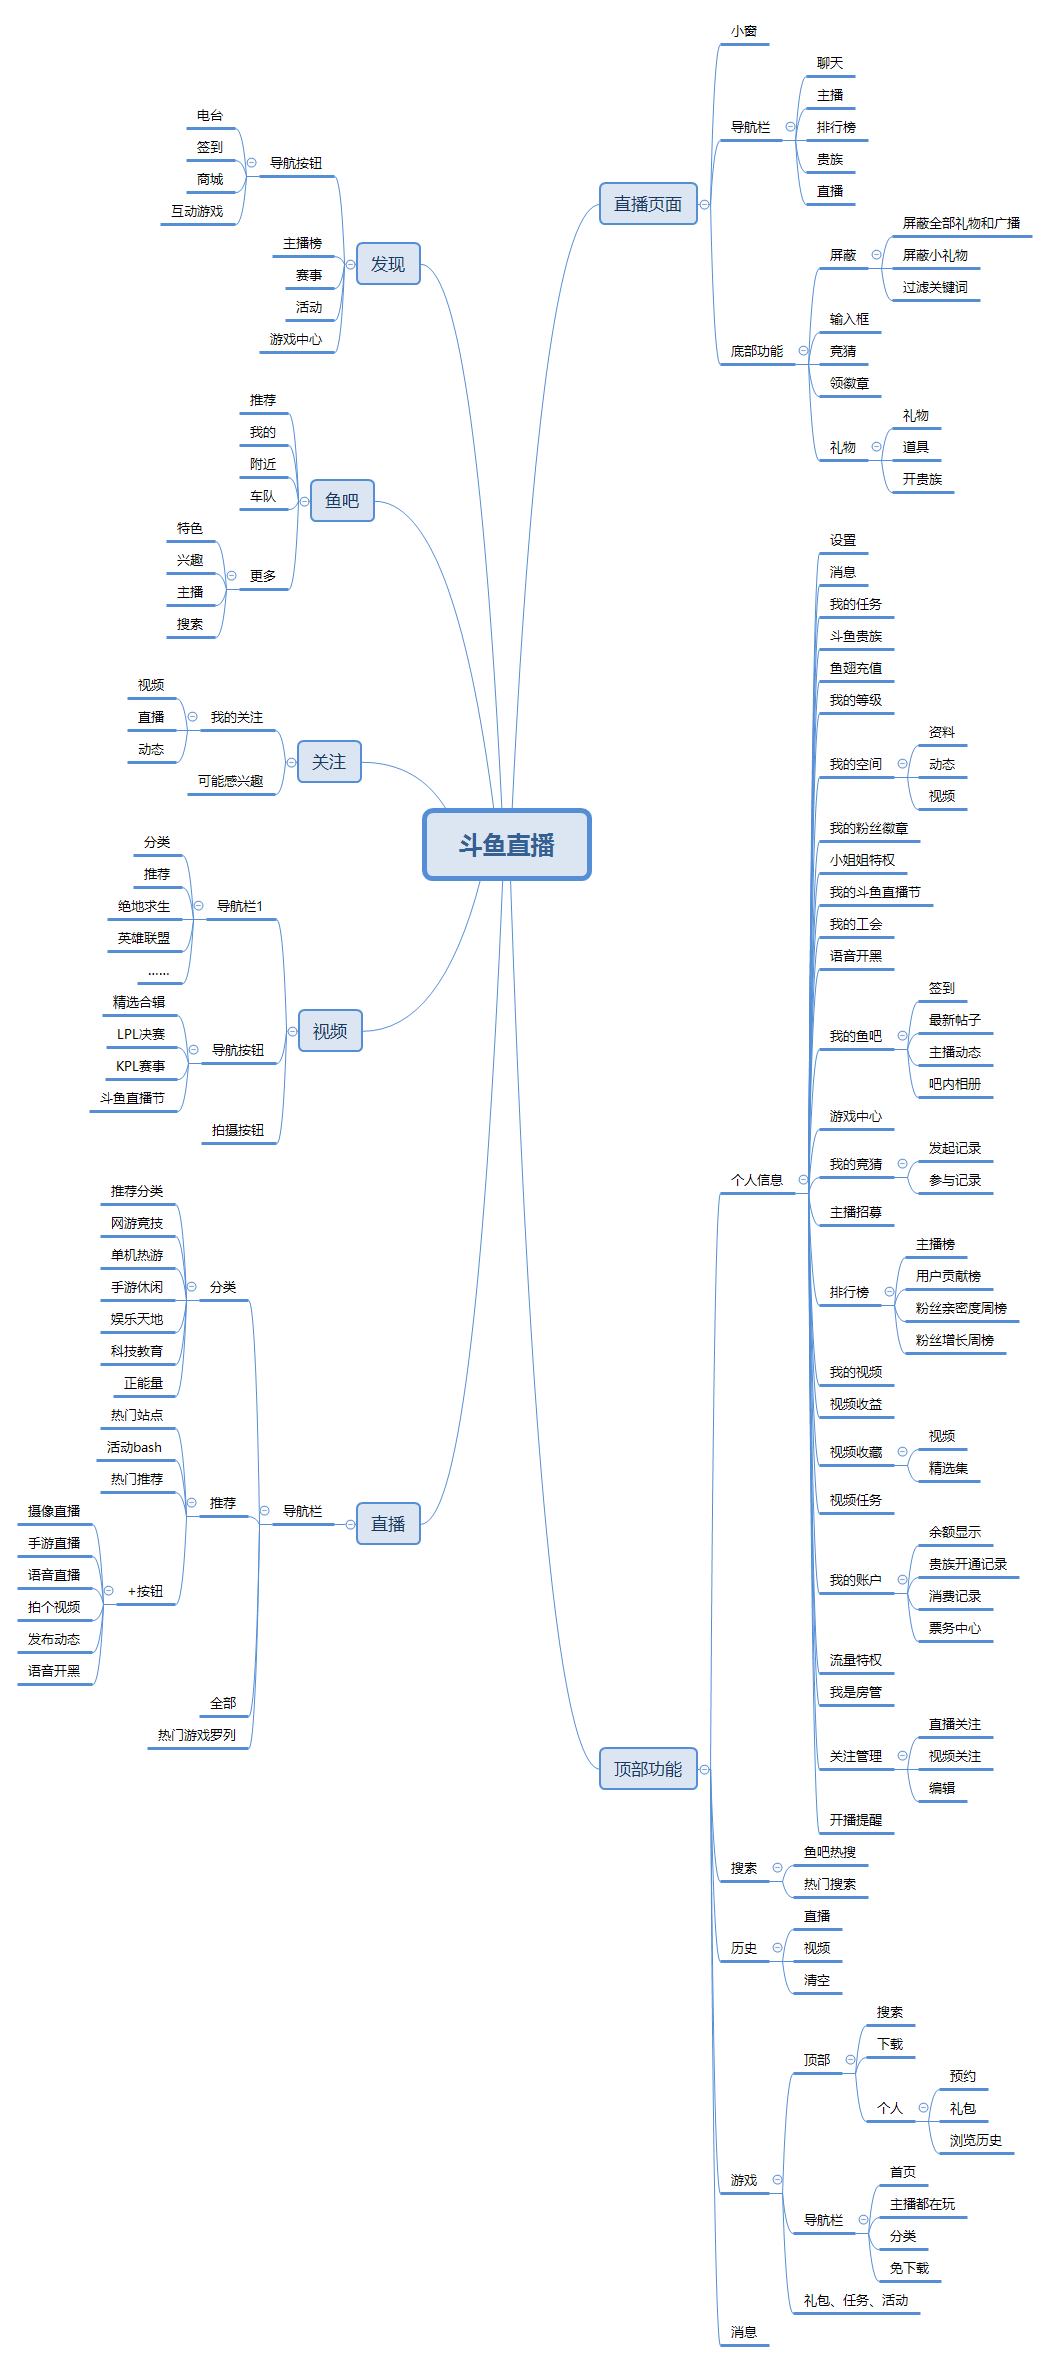 斗鱼直播
直播页面
小窗
导航栏
聊天
主播
排行榜
贵族
直播
底部功能
屏蔽
屏蔽全部礼物和广播
屏蔽小礼物
过滤关键词
输入框
竞猜
领徽章
礼物
礼物
道具
开贵族
顶部功能
个人信息
设置
消息
我的任务
斗鱼贵族
鱼翅充值
我的等级
我的空间
资料
动态
视频
我的粉丝徽章
小姐姐特权
我的斗鱼直播节
我的工会
语音开黑
我的鱼吧
签到
最新帖子
主播动态
吧内相册
游戏中心
我的竞猜
发起记录
参与记录
主播招募
排行榜
主播榜
用户贡献榜
粉丝亲密度周榜
粉丝增长周榜
我的视频
视频收益
视频收藏
视频
精选集
视频任务
我的账户
余额显示
贵族开通记录
消费记录
票务中心
流量特权
我是房管
关注管理
直播关注
视频关注
编辑
开播提醒
搜索
鱼吧热搜
热门搜索
历史
直播
视频
清空
游戏
顶部
搜索
下载
个人
预约
礼包
浏览历史
导航栏
首页
主播都在玩
分类
免下载
礼包、任务、活动
消息
发现
导航按钮
电台
签到
商城
互动游戏
主播榜
赛事
活动
游戏中心
鱼吧
推荐
我的
附近
车队
更多
特色
兴趣
主播
搜索
关注
我的关注
视频
直播
动态
可能感兴趣
视频
导航栏1
分类
推荐
绝地求生
英雄联盟
……
导航按钮
精选合辑
LPL决赛
KPL赛事
斗鱼直播节
拍摄按钮
直播
导航栏
分类
推荐分类
网游竞技
单机热游
手游休闲
娱乐天地
科技教育
正能量
推荐
热门站点
活动bash
热门推荐
+按钮
摄像直播
手游直播
语音直播
拍个视频
发布动态
语音开黑
全部
热门游戏罗列